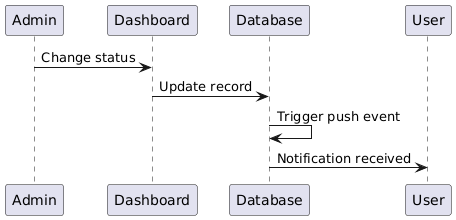 Admin Dashboard Database User
Change status
Update record
Trigger push event
Notification received
Admin Dashboard Database User